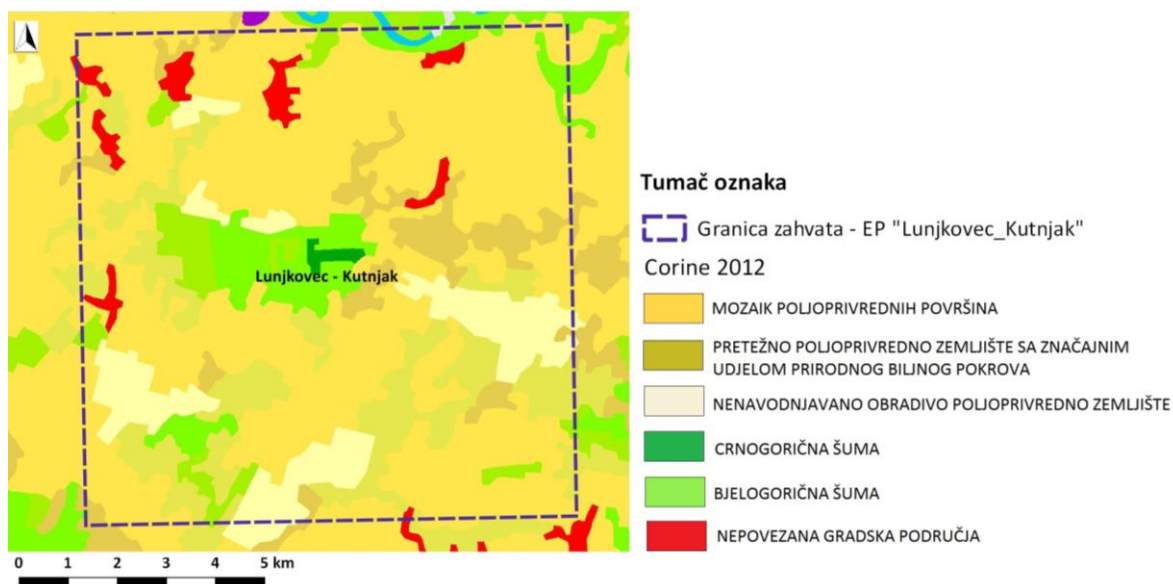 Lunjkovec - Kutnjak
0 1 2 3 4 5 km
Tumač oznaka
Granica zahvata - EP "Lunjkovec_Kutnjak"
Corine 2012
MOZAIK POLJOPRIVREDNIH POVRŠINA
PRETEŽNO POLJOPRIVREDNO ZEMLJIŠTE SA ZNAČAJNIM
UDJELOM PRIRODNOG BILJNOG POKROVA
NENAVODNJAVANO OBRADIVO POLJOPRIVREDNO ZEMLJIŠTE
CRNOGORIČNA ŠUMA
BJELOGORIČNA ŠUMA
NEPOVEZANA GRADSKA PODRUČJA